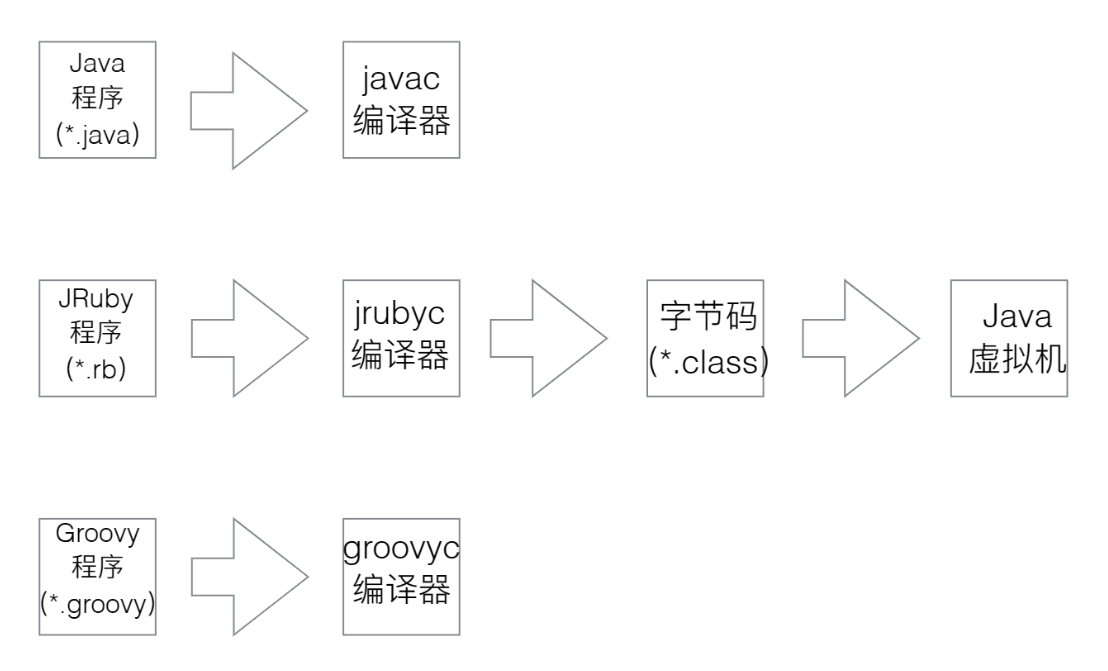 Java
程序
(*.java)
javac
编译器
JRuby
程序
(*.rb)
jrubyc
编译器
字节码
(*.class)
Java
虚拟机
Groovy
程序
(*.groovy)
groovyc
编译器